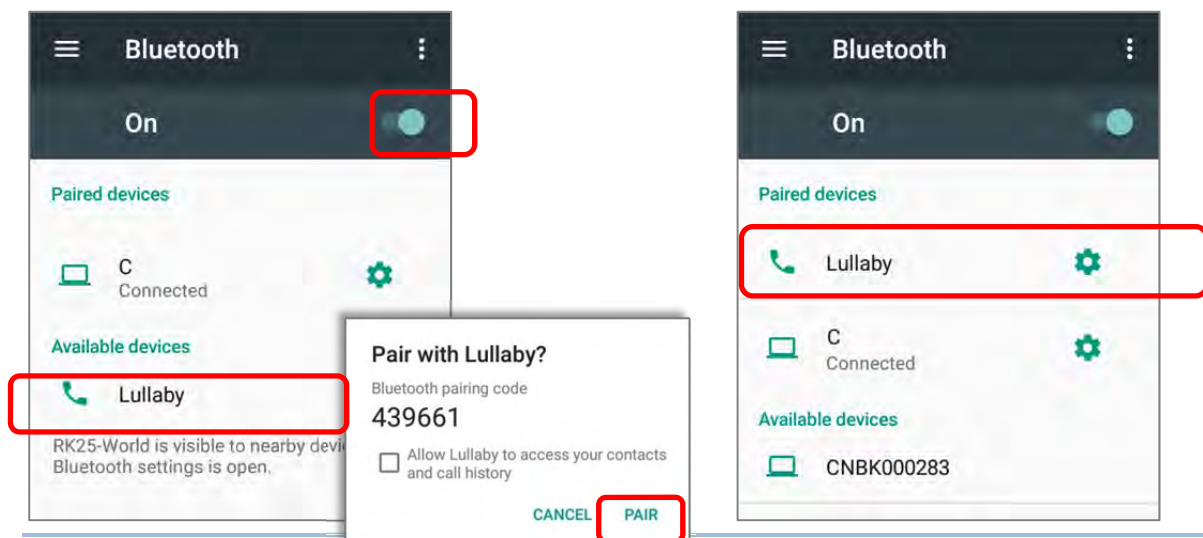 Bluetooth
On
Paired devices
C
Connected
Available devices
Lullaby
RK25-World is visible to nearby
Bluetooth settings is open.
Pair with Lullaby?
Bluetooth pairing code
439661
Allow Lullaby to access your contacts
and call history
CANCEL PAIR
Bluetooth
On
Paired devices
Lullaby
C
Connected
Available devices
CNBK000283